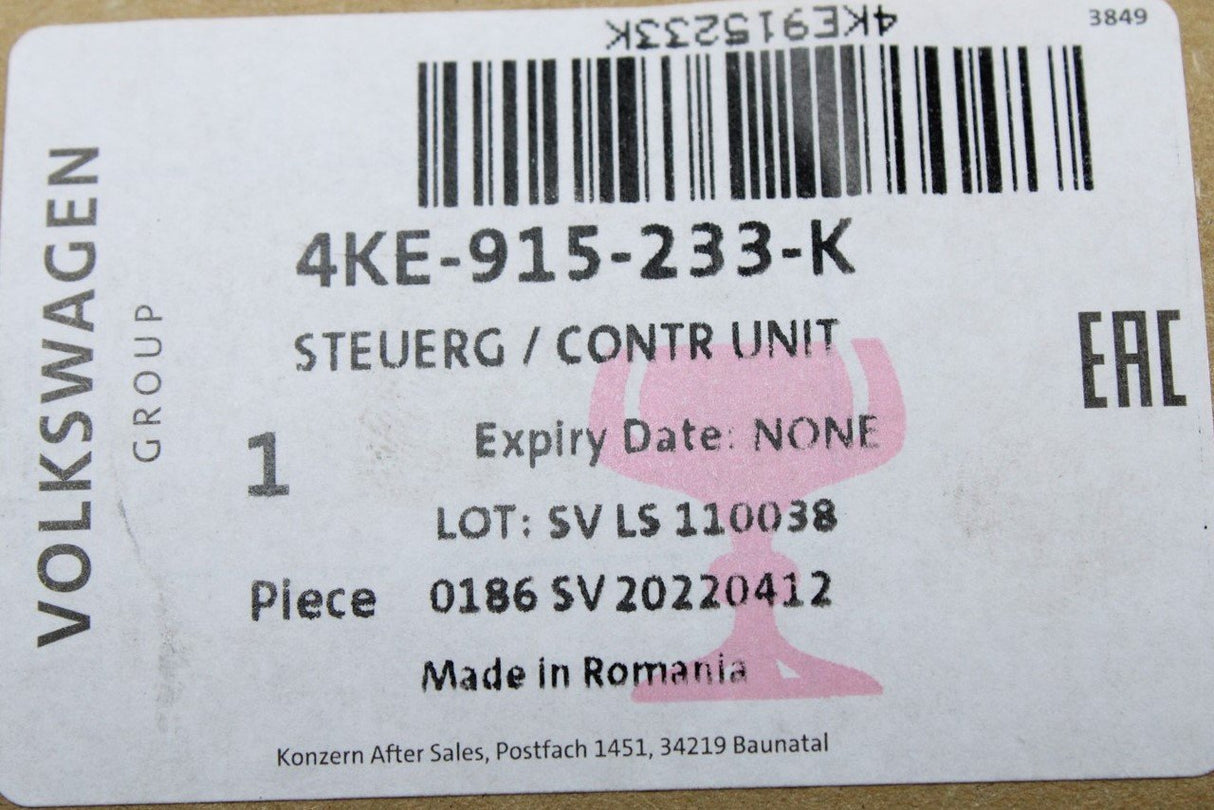 4KE915233K
3849
VOLKSWAGEN
GROUP
4KE-915-233-K
STEUERG / CONTR UNIT
EAC
1
Expiry Date: NONE
LOT: SV LS 110038
Piece 0186 SV 20220412
Made in Romania
Konzern After Sales, Postfach 1451, 34219 Baunatal